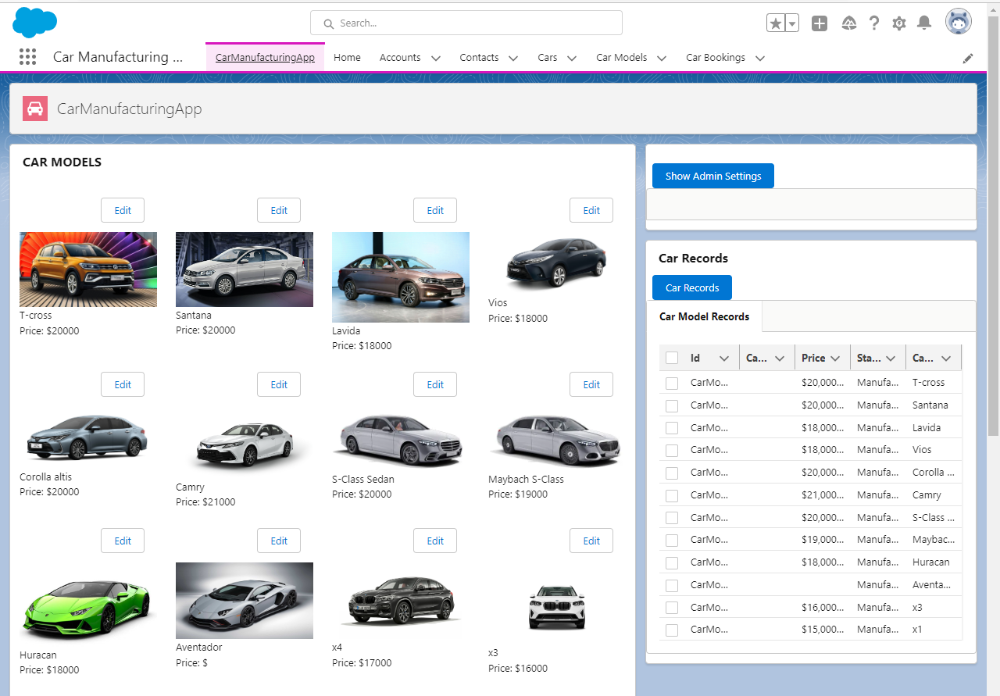 Search...
Car Manufacturing ...
CarManufacturingApp
Home
Accounts
Contacts
Cars
Car Models
Car Bookings
CarManufacturingApp
CAR MODELS
Edit Edit Edit Edit
T-cross
Price: $20000
Santana
Price: $20000
Lavida
Price: $18000
Vios
Price: $18000
Edit Edit Edit Edit
Corolla altis
Price: $20000
Camry
Price: $21000
S-Class Sedan
Price: $20000
Maybach S-Class
Price: $19000
Edit Edit Edit Edit
Huracan
Price: $18000
Aventador
Price: $
x4
Price: $17000
x3
Price: $16000
Show Admin Settings
Car Records
Car Records
Car Model Records
Id Ca... Price Sta... Ca...
CarMo... $20,000... Manufa... T-cross
CarMo... $20,000... Manufa... Santana
CarMo... $18,000... Manufa... Lavida
CarMo... $18,000... Manufa... Vios
CarMo... $20,000... Manufa... Corolla ...
CarMo... $21,000... Manufa... Camry
CarMo... $20,000... Manufa... S-Class ...
CarMo... $19,000... Manufa... Maybac...
CarMo... $18,000... Manufa... Huracan
CarMo... Manufa... Aventa...
CarMo... $16,000... Manufa... x3
CarMo... $15,000... Manufa... x1